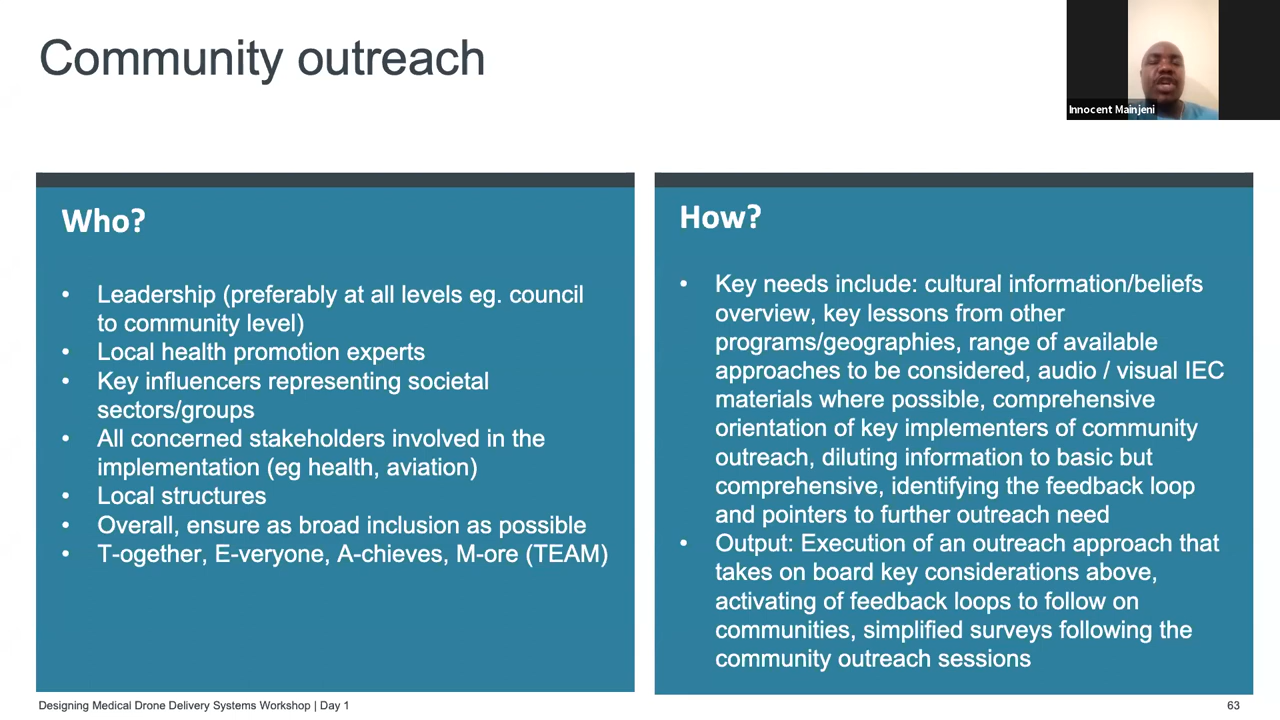 Community outreach
Innocent Mainjeni
Who?
• Leadership (preferably at all levels eg. council
to community level)
• Local health promotion experts
• Key influencers representing societal
sectors/groups
• All concerned stakeholders involved in the
implementation (eg health, aviation)
• Local structures
• Overall, ensure as broad inclusion as possible
• T-ogether, E-veryone, A-chieves, M-ore (TEAM)
How?
• Key needs include: cultural information/beliefs
overview, key lessons from other
programs/geographies, range of available
approaches to be considered, audio / visual IEC
materials where possible, comprehensive
orientation of key implementers of community
outreach, diluting information to basic but
comprehensive, identifying the feedback loop
and pointers to further outreach need
• Output: Execution of an outreach approach that
takes on board key considerations above,
activating of feedback loops to follow on
communities, simplified surveys following the
community outreach sessions
Designing Medical Drone Delivery Systems Workshop | Day 1
63